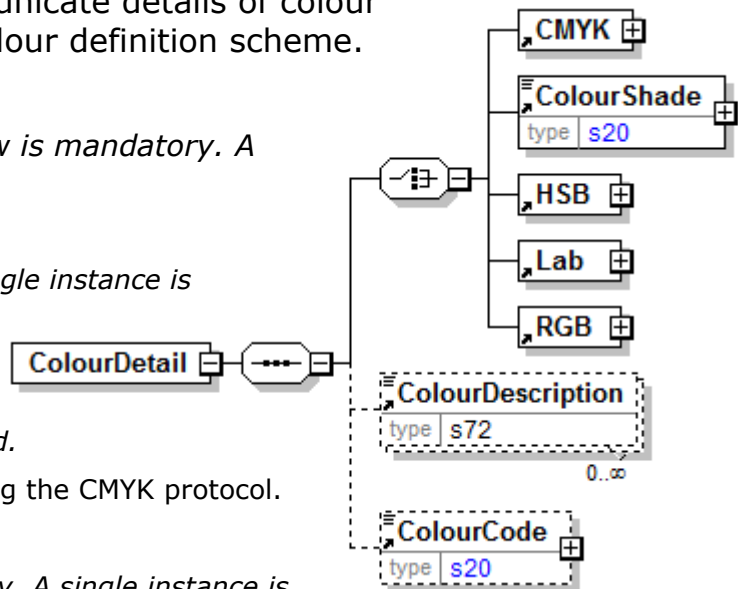 unicate details of colour
lour definition scheme.
w is mandatory. A
gle instance is
d.
g the CMYK protocol.
y. A single instance is
ColourDetail
CMYK
ColourShade
type s20
HSB
Lab
RGB
ColourDescription
type s72
0..∞
ColourCode
type s20